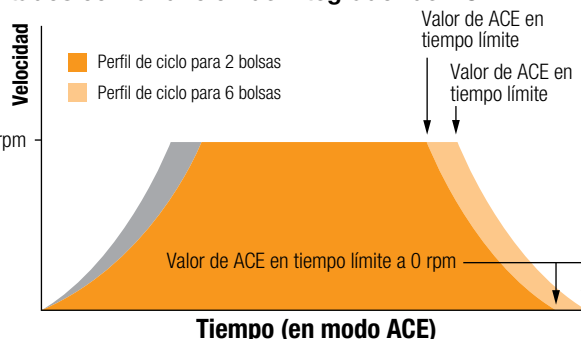 Valor de ACE en
tiempo límite
Velocidad
Perfil de ciclo para 2 bolsas
Perfil de ciclo para 6 bolsas
Valor de ACE en
tiempo límite
rpm
Valor de ACE en tiempo límite a 0 rpm
Tiempo (en modo ACE)